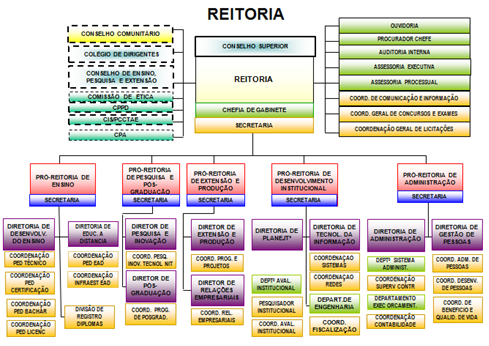 REITORIA
CONSELHO COMUNITÁRIO
COLÉGIO DE DIRIGENTES
CONSELHO DE ENSINO,
PESQUISA E EXTENSÃO
COMISSÃO DE ETICA
CPPD
CISPCCTAE
CPA
CONSELHO SUPERIOR
REITORIA
CHEFIA DE GABINETE
SECRETARIA
OUVIDORIA
PROCURADOR CHEFE
AUDITORIA INTERNA
ASSESSORIA EXECUTIVA
ASSESSORIA PROCESSUAL
COORD. DE COMUNICAÇÃO E INFORMAÇÃO
COORD. GERAL DE CONCURSOS E EXAMES
COORDENAÇÃO GERAL DE LICITAÇÕES
PRÓ-REITORIA DE
ENSINO
SECRETARIA
PRÓ-REITORIA
DE PESQUISA E
PÓS-
GRADUAÇÃO
SECRETARIA
PRÓ-REITORIA
DE EXTENSÃO E
PRODUÇÃO
SECRETARIA
PRÓ-REITORIA DE
DESENVOLVIMENTO
INSTITUCIONAL
SECRETARIA
PRÓ-REITORIA DE
ADMINISTRAÇÃO
SECRETARIA
DIRETORIA DE
DESENVOLV.
DO ENSINO
COORDENAÇÃO
PED TÉCNICO
COORDENAÇÃO
PED
CERTIFICAÇÃO
COORDENAÇÃO
PED BACHAR
COORDENAÇÃO
PED LICENC
DIRETORIA DE
EDUC. A
DISTANCIA
COORDENAÇÃO
PED EAD
COORDENAÇÃO
INFRAEST EAD
DIVISÃO DE
REGISTRO
DIPLOMAS
DIRETOR DE
PESQUISA E
INOVAÇÃO
COORD. PESQ.
INOV. TECNOL. NIT
DIRETOR DE
PÓS-
GRADUAÇÃO
COORD. PROG.
DE POSGRAD.
DIRETOR DE
EXTENSÃO E
PRODUÇÃO
COORD. PROG. E
PROJETOS
DIRETOR DE
RELAÇÕES
EMPRESARIAIS
COORD. REL.
EMPRESARIAIS
DIRETORIA
DE PLANEJTº
DEPTº AVAL.
INSTITUCIONAL
PESQUISADOR
INSTITUCIONAL
COORD. AVAL.
INSTITUCIONAL
DIRETORIA DE
TECNOL. DA
INFORMAÇÃO
COORDENAÇÃO
SISTEMAS
COORDENAÇÃO
REDES
DEPART.DE
ENGENHARIA
COORD.
FISCALIZAÇÃO
DIRETORIA DE
ADMINISTRAÇÃO
DEPTº SISTEMA
ADMINIST.
COORDENAÇÃO
SUPERV CONTR
DEPARTAMENTO
EXEC ORCAMENT.
COORDENAÇÃO
CONTABILIDADE
DIRETORIA DE
GESTÃO DE
PESSOAS
COORD. ADM. DE
PESSOAS
COORD. DESENV.
DE PESSOAS
COORD. DE
BENEFICIO E
QUALID. DE VIDA